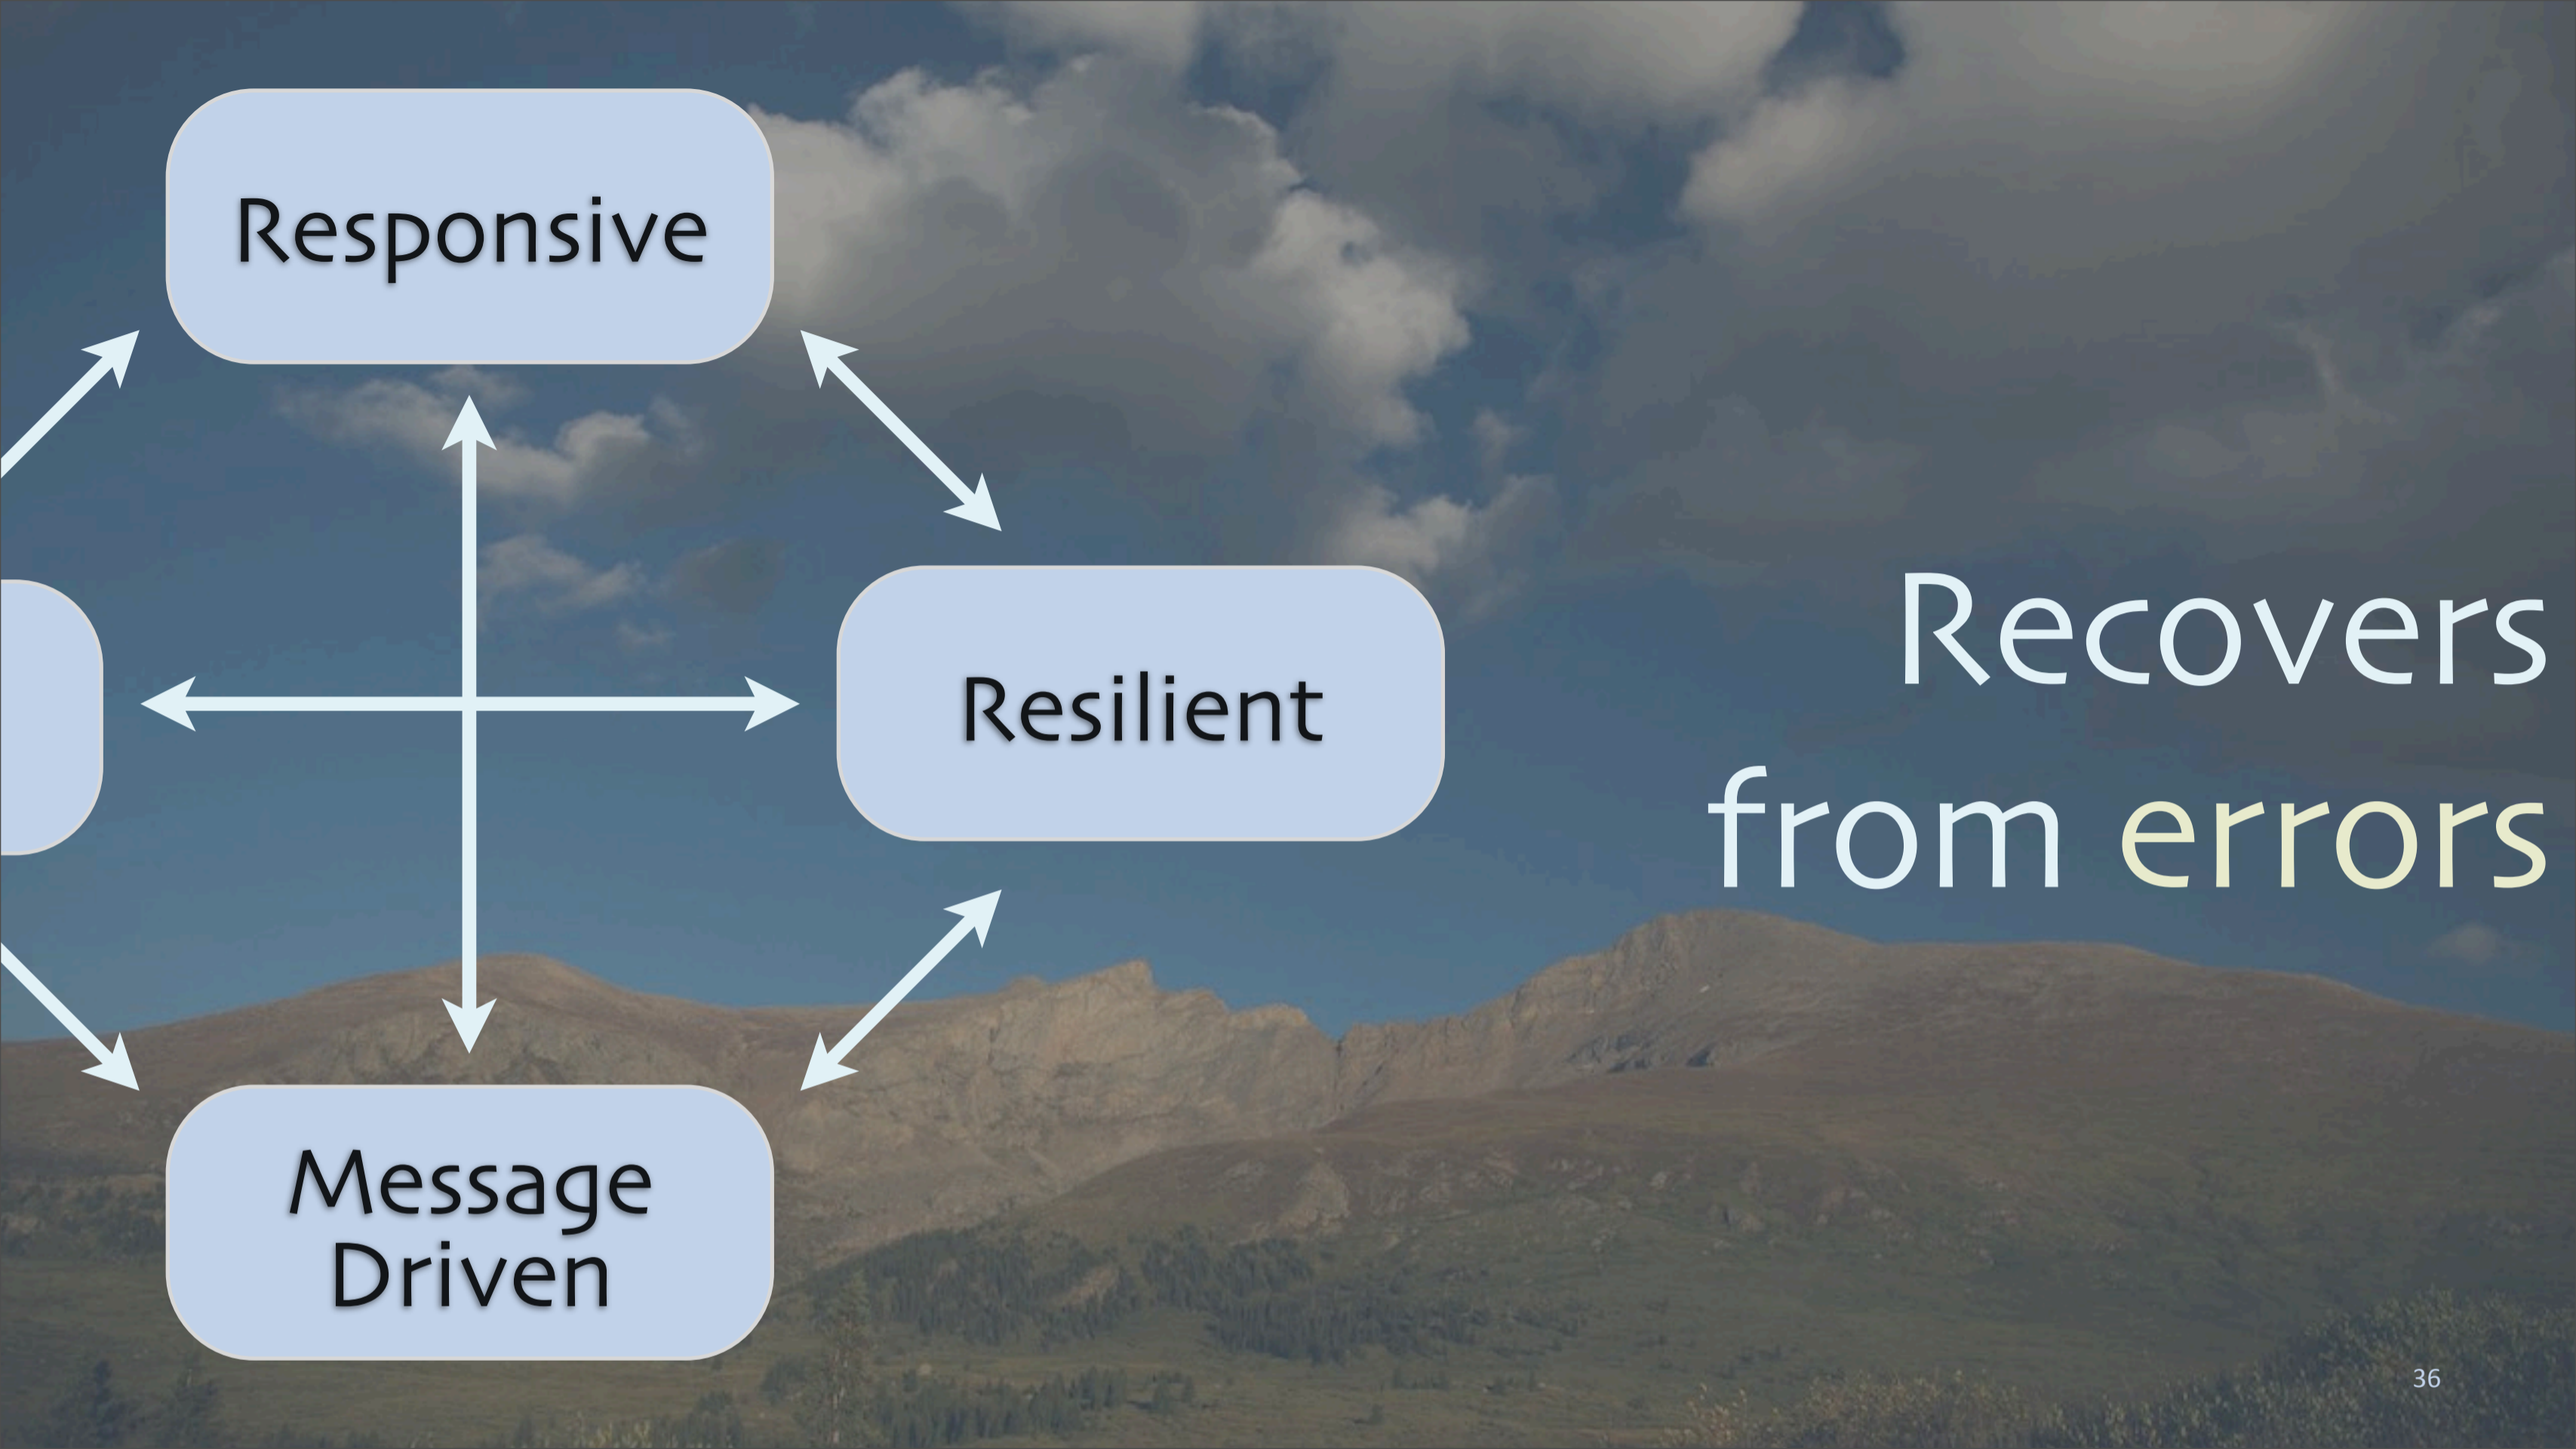 Responsive
Resilient
Recovers
from errors
Message
Driven
36